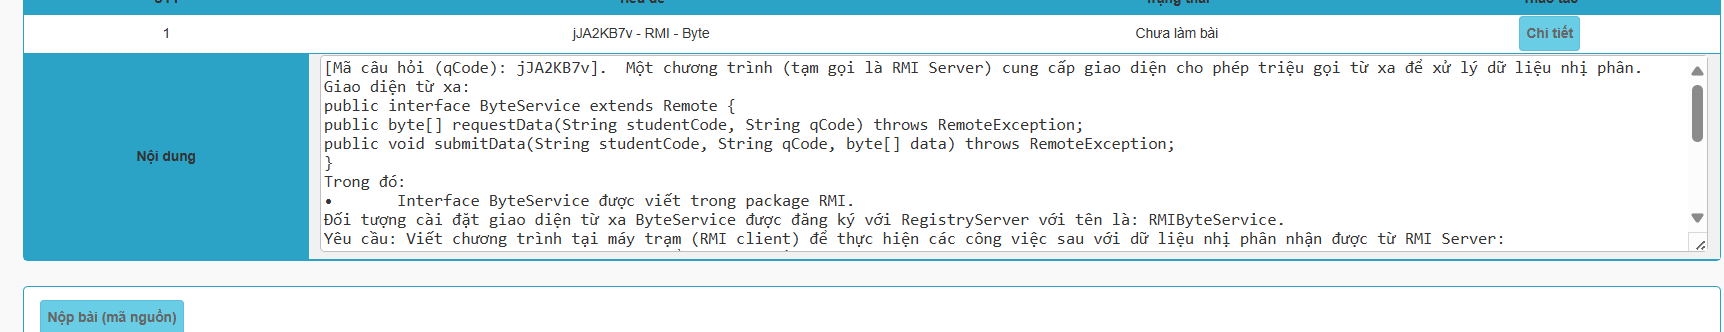 1 jJA2KB7v - RMI - Byte Chưa làm bài Chi tiết
Nội dung
[Mã câu hỏi (qCode): jJA2KB7v].  Một chương trình (tạm gọi là RMI Server) cung cấp giao diện cho phép triệu gọi từ xa để xử lý dữ liệu nhị phân.
Giao diện từ xa:
public interface ByteService extends Remote {
public byte[] requestData(String studentCode, String qCode) throws RemoteException;
public void submitData(String studentCode, String qCode, byte[] data) throws RemoteException;
}
Trong đó:
•	Interface ByteService được viết trong package RMI.
Đối tượng cài đặt giao diện từ xa ByteService được đăng ký với RegistryServer với tên là: RMIByteService.
Yêu cầu: Viết chương trình tại máy trạm (RMI client) để thực hiện các công việc sau với dữ liệu nhị phân nhận được từ RMI Server:
Nộp bài (mã nguồn)